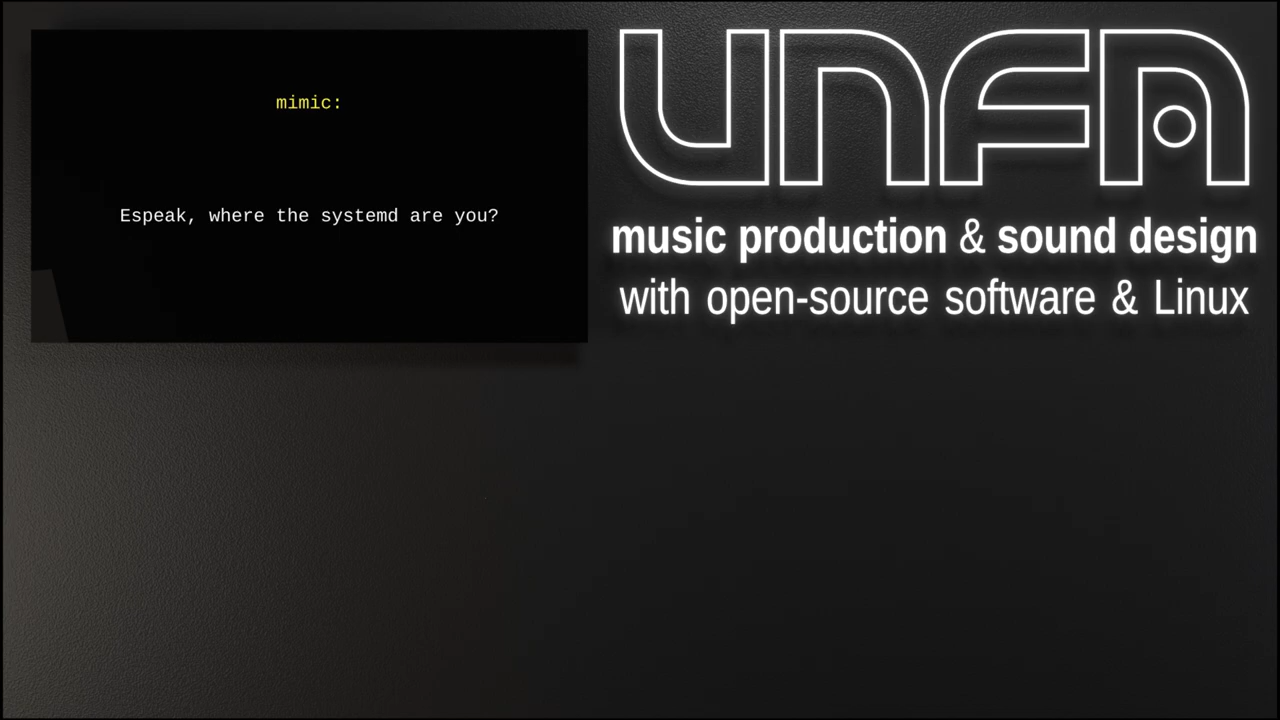 mimic:
Espeak, where the systemd are you?
UNFA
music production & sound design
with open-source software & Linux